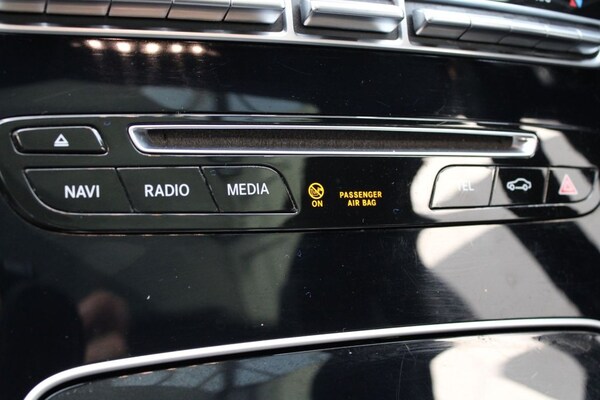 NAVI RADIO MEDIA
ON
PASSENGER
AIR BAG
TEL